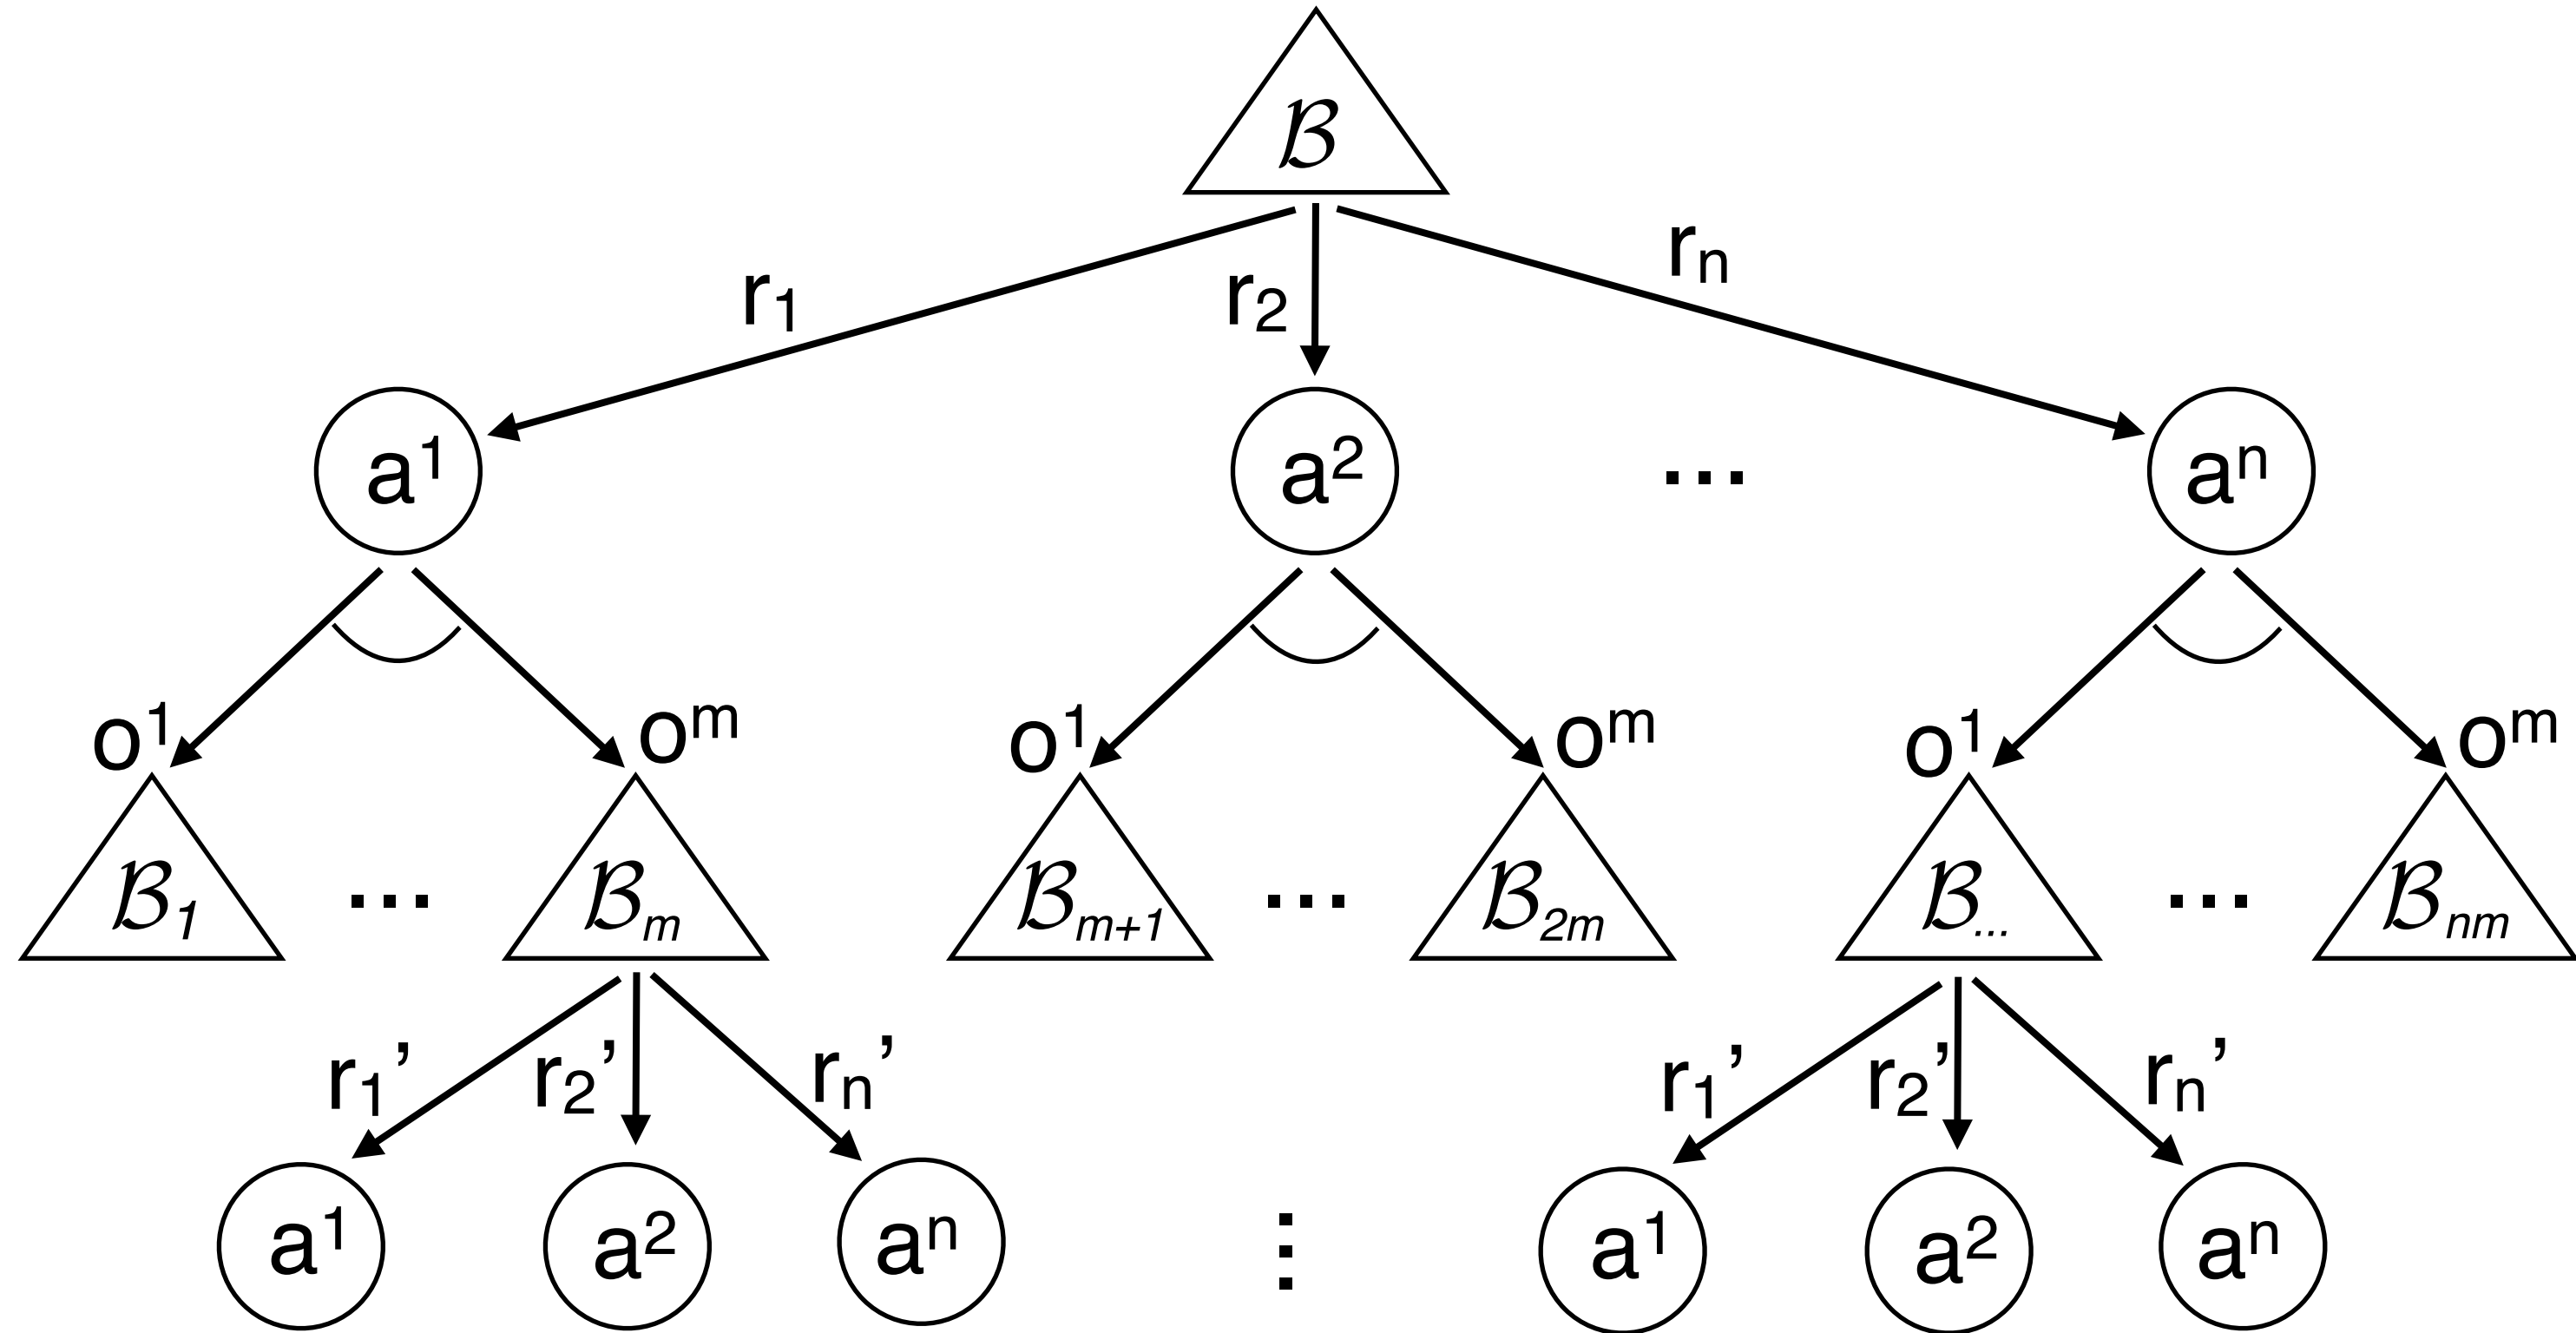 ℬ
r₁ r₂ rₙ
a¹ a² ... aⁿ
o¹ oᵐ o¹ oᵐ o¹ oᵐ
ℬ₁ ... ℬₘ ℬₘ₊₁ ... ℬ₂ₘ ℬ... ... ℬₙₘ
r₁’ r₂’ rₙ’ r₁’ r₂’ rₙ’
a¹ a² aⁿ ⋮ a¹ a² aⁿ